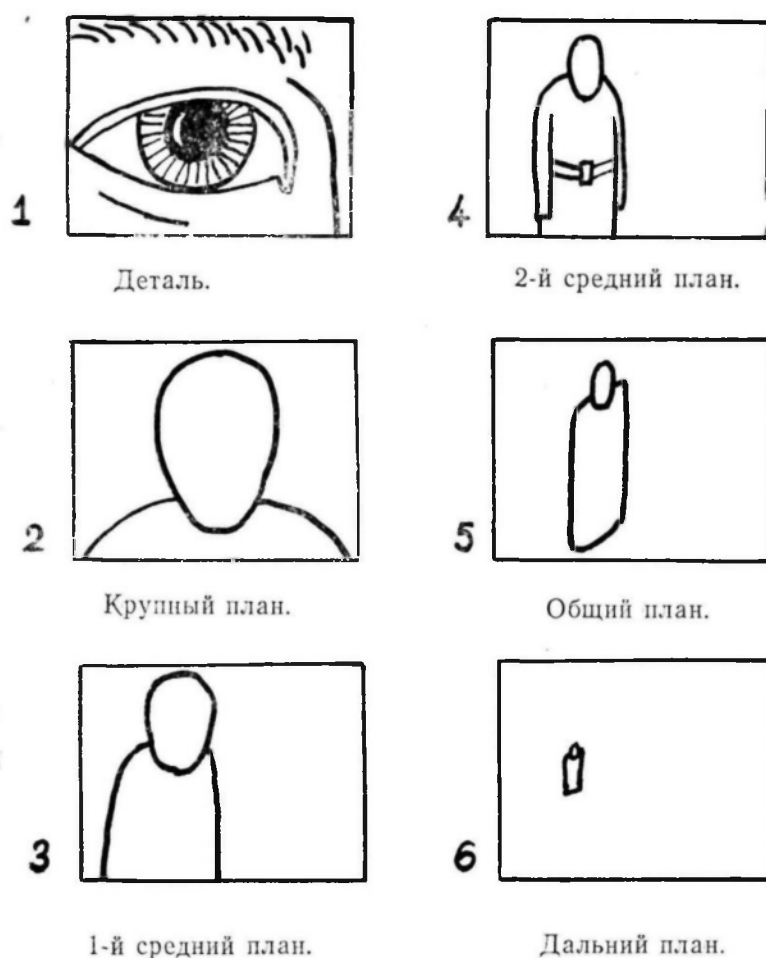 1
Деталь.
2
Крупный план.
3
1-й средний план.
4
2-й средний план.
5
Общий план.
6
Дальний план.